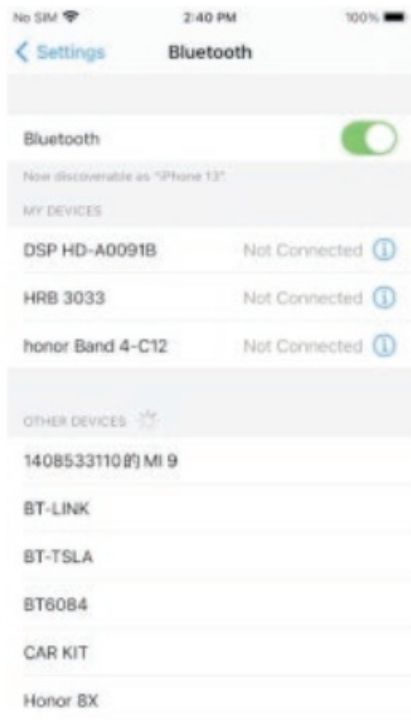 No SIM 2:40 PM 100%
Settings Bluetooth
Bluetooth
Now discoverable as "iPhone 13".
MY DEVICES
DSP HD-A0091B Not Connected
HRB 3033 Not Connected
honor Band 4-C12 Not Connected
OTHER DEVICES
1408533110的 MI 9
BT-LINK
BT-TSLA
BT6084
CAR KIT
Honor 8X